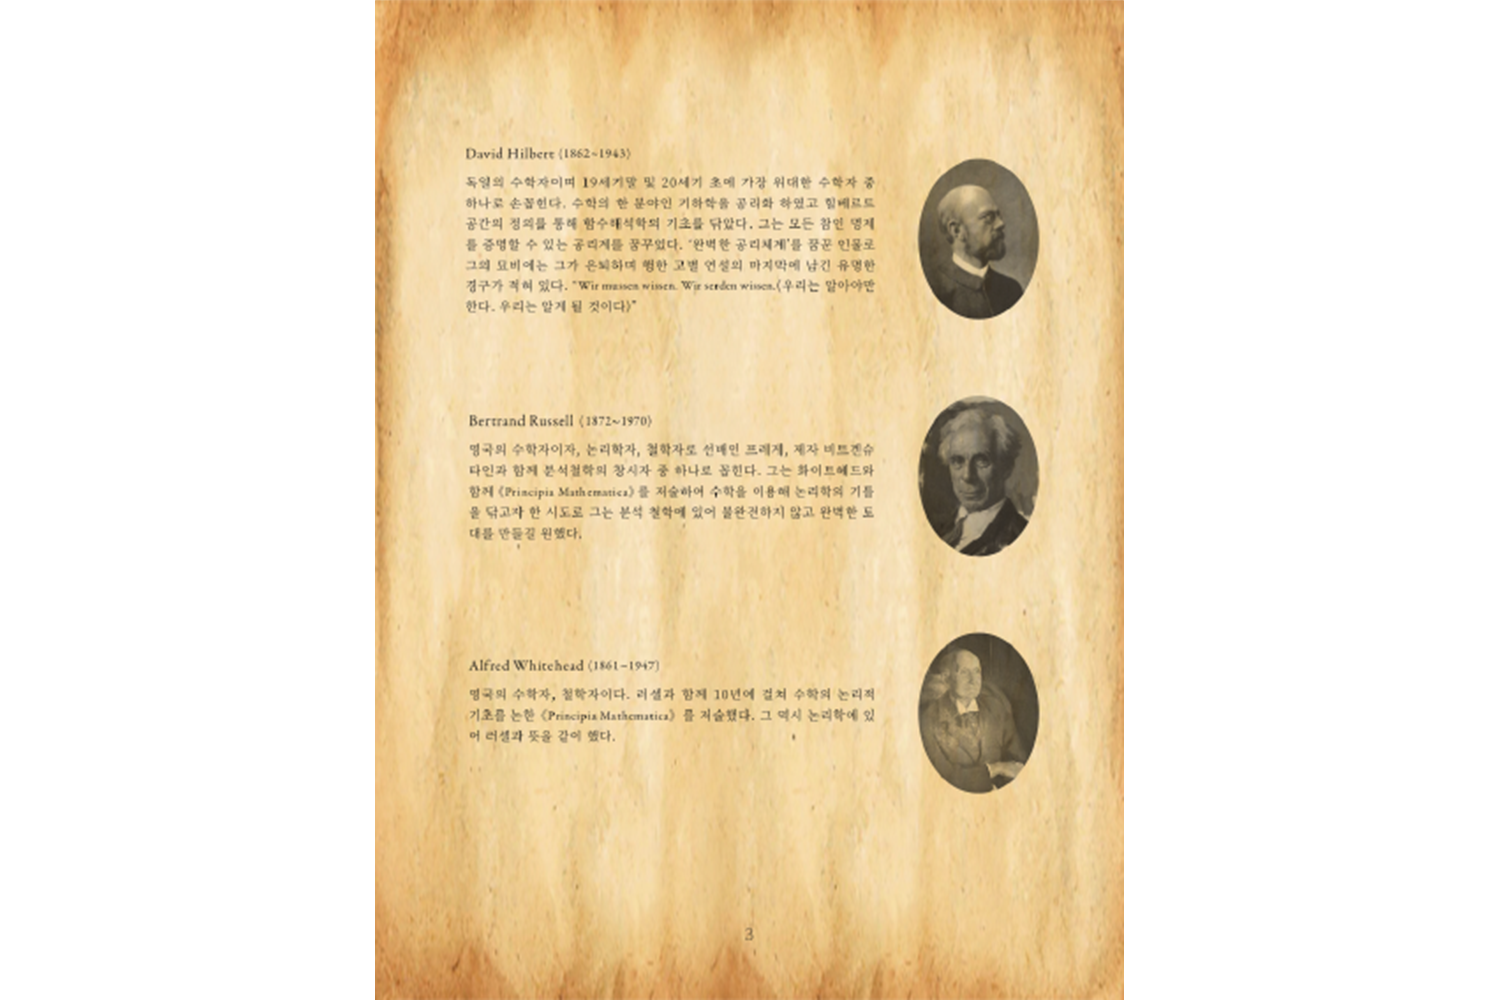 David Hilbert (1862~1943)
독일의 수학자이며 19세기말 및 20세기 초에 가장 위대한 수학자 중
하나로 손꼽힌다. 수학의 한 분야인 기하학을 공리화 하였고 힐베르트
공간의 정의를 통해 함수해석학의 기초를 닦았다. 그는 모든 참인 명제
를 증명할 수 있는 공리계를 꿈꾸었다. '완벽한 공리체계'를 꿈꾼 인물로
그의 묘비에는 그가 은퇴하며 행한 고별 연설의 마지막에 남긴 유명한
경구가 적혀 있다. "Wir mussen wissen. Wir werden wissen.(우리는 알아야만
한다. 우리는 알게 될 것이다)"
Bertrand Russell (1872~1970)
영국의 수학자이자, 논리학자, 철학자로 선배인 프레게, 제자 비트겐슈
타인과 함께 분석철학의 창시자 중 하나로 꼽힌다. 그는 화이트헤드와
함께 《Principia Mathematica》를 저술하여 수학을 이용해 논리학의 기틀
을 닦고자 한 시도로 그는 분석 철학에 있어 불완전하지 않고 완벽한 토
대를 만들길 원했다.
Alfred Whitehead (1861~1947)
영국의 수학자, 철학자이다. 러셀과 함께 10년에 걸쳐 수학의 논리적
기초를 논한 《Principia Mathematica》 를 저술했다. 그 역시 논리학에 있
어 러셀과 뜻을 같이 했다.
3